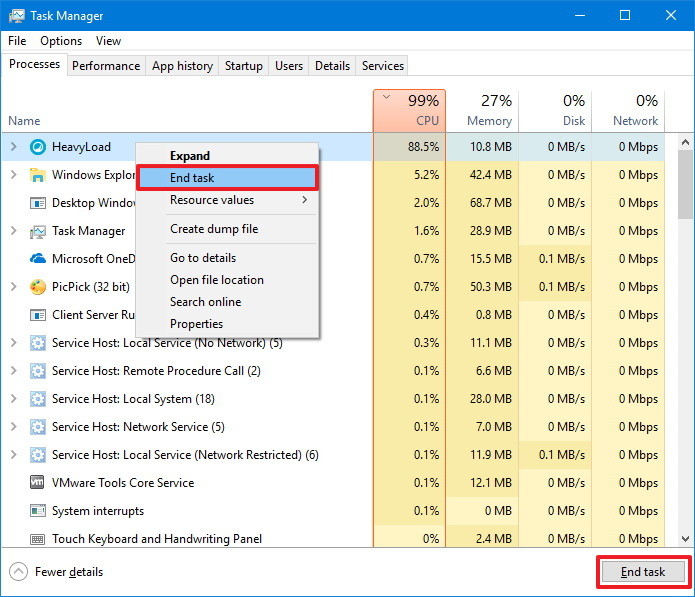 Task Manager
File Options View
Processes Performance App history Startup Users Details Services
99% 27% 0% 0%
Name CPU Memory Disk Network
HeavyLoad 88.5% 10.8 MB 0 MB/s 0 Mbps
Expand
Windows Explor 5.2% 42.4 MB 0 MB/s 0 Mbps
End task
Desktop Window 2.0% 68.7 MB 0 MB/s 0 Mbps
Resource values
Task Manager 1.6% 28.9 MB 0 MB/s 0 Mbps
Create dump file
Microsoft OneD 0.7% 15.5 MB 0.1 MB/s 0 Mbps
Go to details
PicPick (32 bit) 0.7% 50.3 MB 0.1 MB/s 0 Mbps
Open file location
Search online
Client Server Ru 0.4% 0.8 MB 0 MB/s 0 Mbps
Properties
Service Host: Local Service (No Network) (5) 0.3% 11.1 MB 0 MB/s 0 Mbps
Service Host: Remote Procedure Call (2) 0.1% 6.6 MB 0 MB/s 0 Mbps
Service Host: Local System (18) 0.1% 28.0 MB 0 MB/s 0 Mbps
Service Host: Network Service (5) 0.1% 7.0 MB 0 MB/s 0 Mbps
Service Host: Local Service (Network Restricted) (6) 0.1% 11.9 MB 0.1 MB/s 0 Mbps
VMware Tools Core Service 0.1% 12.1 MB 0 MB/s 0 Mbps
System interrupts 0.1% 0 MB 0 MB/s 0 Mbps
Touch Keyboard and Handwriting Panel 0% 2.4 MB 0 MB/s 0 Mbps
Fewer details End task